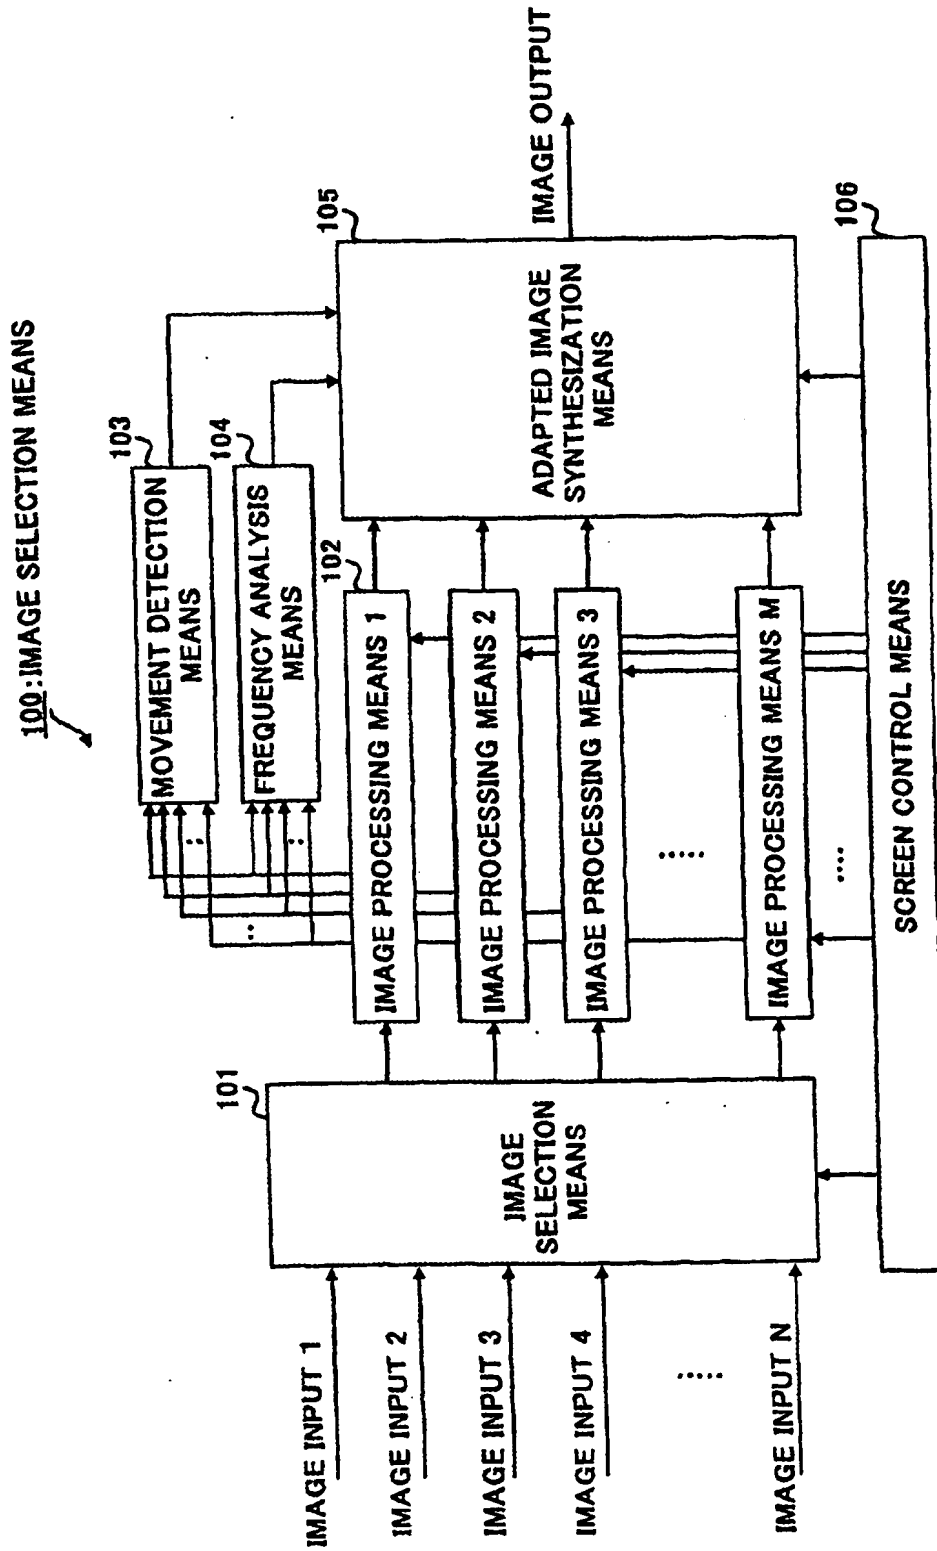 100:IMAGE SELECTION MEANS
103
MOVEMENT DETECTION
MEANS
104
FREQUENCY ANALYSIS
MEANS
102
IMAGE PROCESSING MEANS 1
IMAGE PROCESSING MEANS 2
IMAGE PROCESSING MEANS 3
IMAGE PROCESSING MEANS M
101
IMAGE
SELECTION
MEANS
IMAGE INPUT 1
IMAGE INPUT 2
IMAGE INPUT 3
IMAGE INPUT 4
IMAGE INPUT N
105
ADAPTED IMAGE
SYNTHESIZATION
MEANS
IMAGE OUTPUT
106
SCREEN CONTROL MEANS